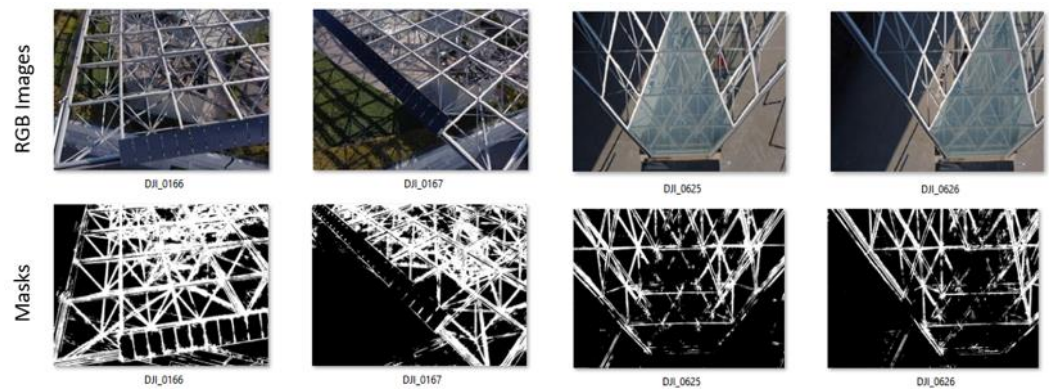 RGB Images
DJI_0166
DJI_0167
DJI_0625
DJI_0626
Masks
DJI_0166
DJI_0167
DJI_0625
DJI_0626